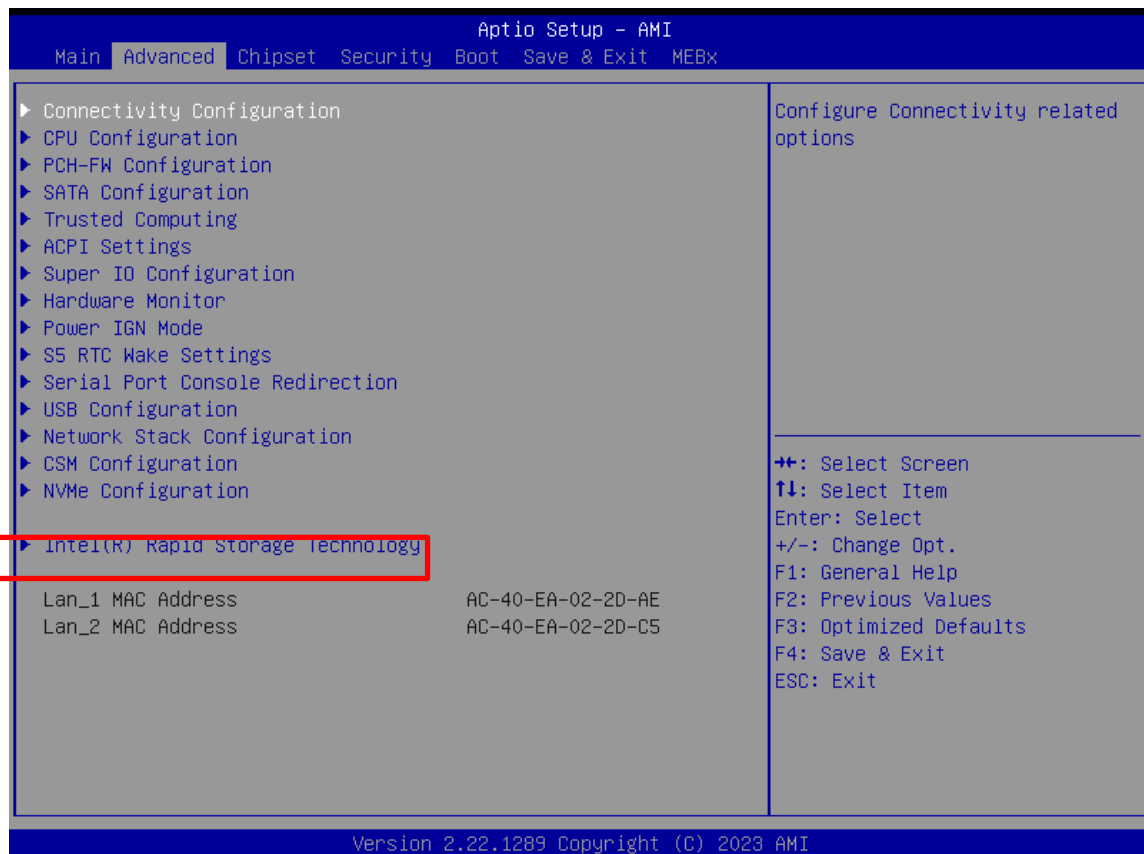 Aptio Setup - AMI
Main Advanced Chipset Security Boot Save & Exit MEBx
▶ Connectivity Configuration
▶ CPU Configuration
▶ PCH-FW Configuration
▶ SATA Configuration
▶ Trusted Computing
▶ ACPI Settings
▶ Super IO Configuration
▶ Hardware Monitor
▶ Power IGN Mode
▶ S5 RTC Wake Settings
▶ Serial Port Console Redirection
▶ USB Configuration
▶ Network Stack Configuration
▶ CSM Configuration
▶ NVMe Configuration
▶ Intel(R) Rapid Storage Technology
Lan_1 MAC Address AC-40-EA-02-2D-AE
Lan_2 MAC Address AC-40-EA-02-2D-C5
Configure Connectivity related
options
→←: Select Screen
↑↓: Select Item
Enter: Select
+/-: Change Opt.
F1: General Help
F2: Previous Values
F3: Optimized Defaults
F4: Save & Exit
ESC: Exit
Version 2.22.1289 Copyright (C) 2023 AMI